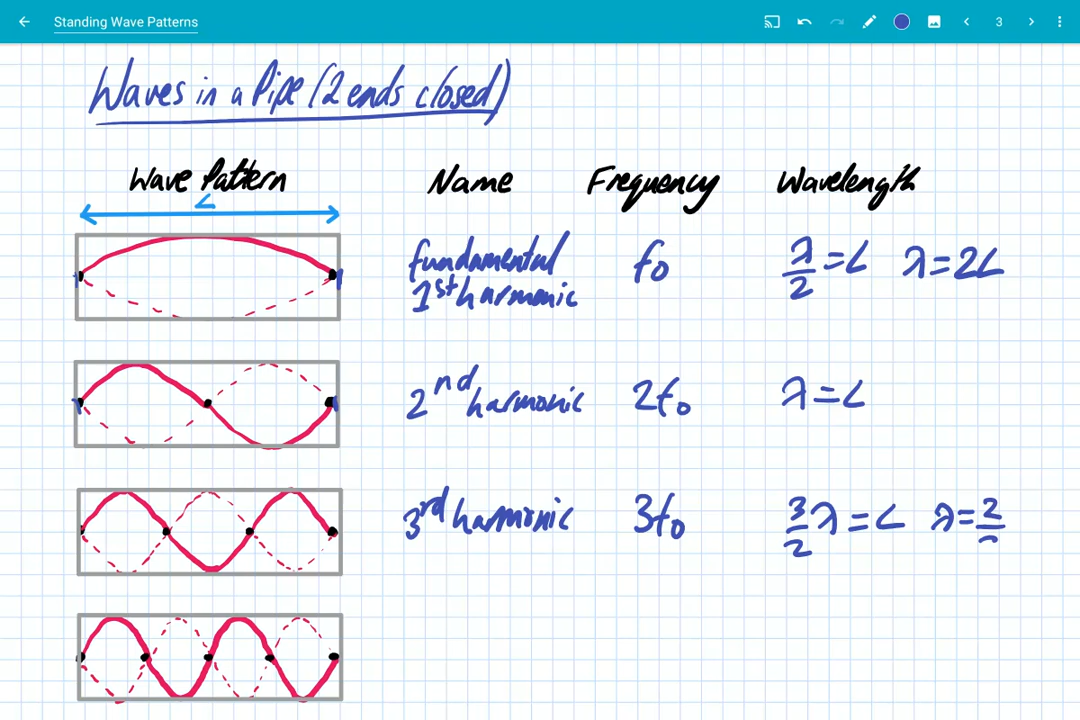 Standing Wave Patterns
3
Waves in a Pipe (2 ends closed)
Wave Pattern Name Frequency Wavelength
L
fundamental 1st harmonic f0 λ/2 = L λ = 2L
2nd harmonic 2f0 λ = L
3rd harmonic 3f0 3/2 λ = L λ = 2/